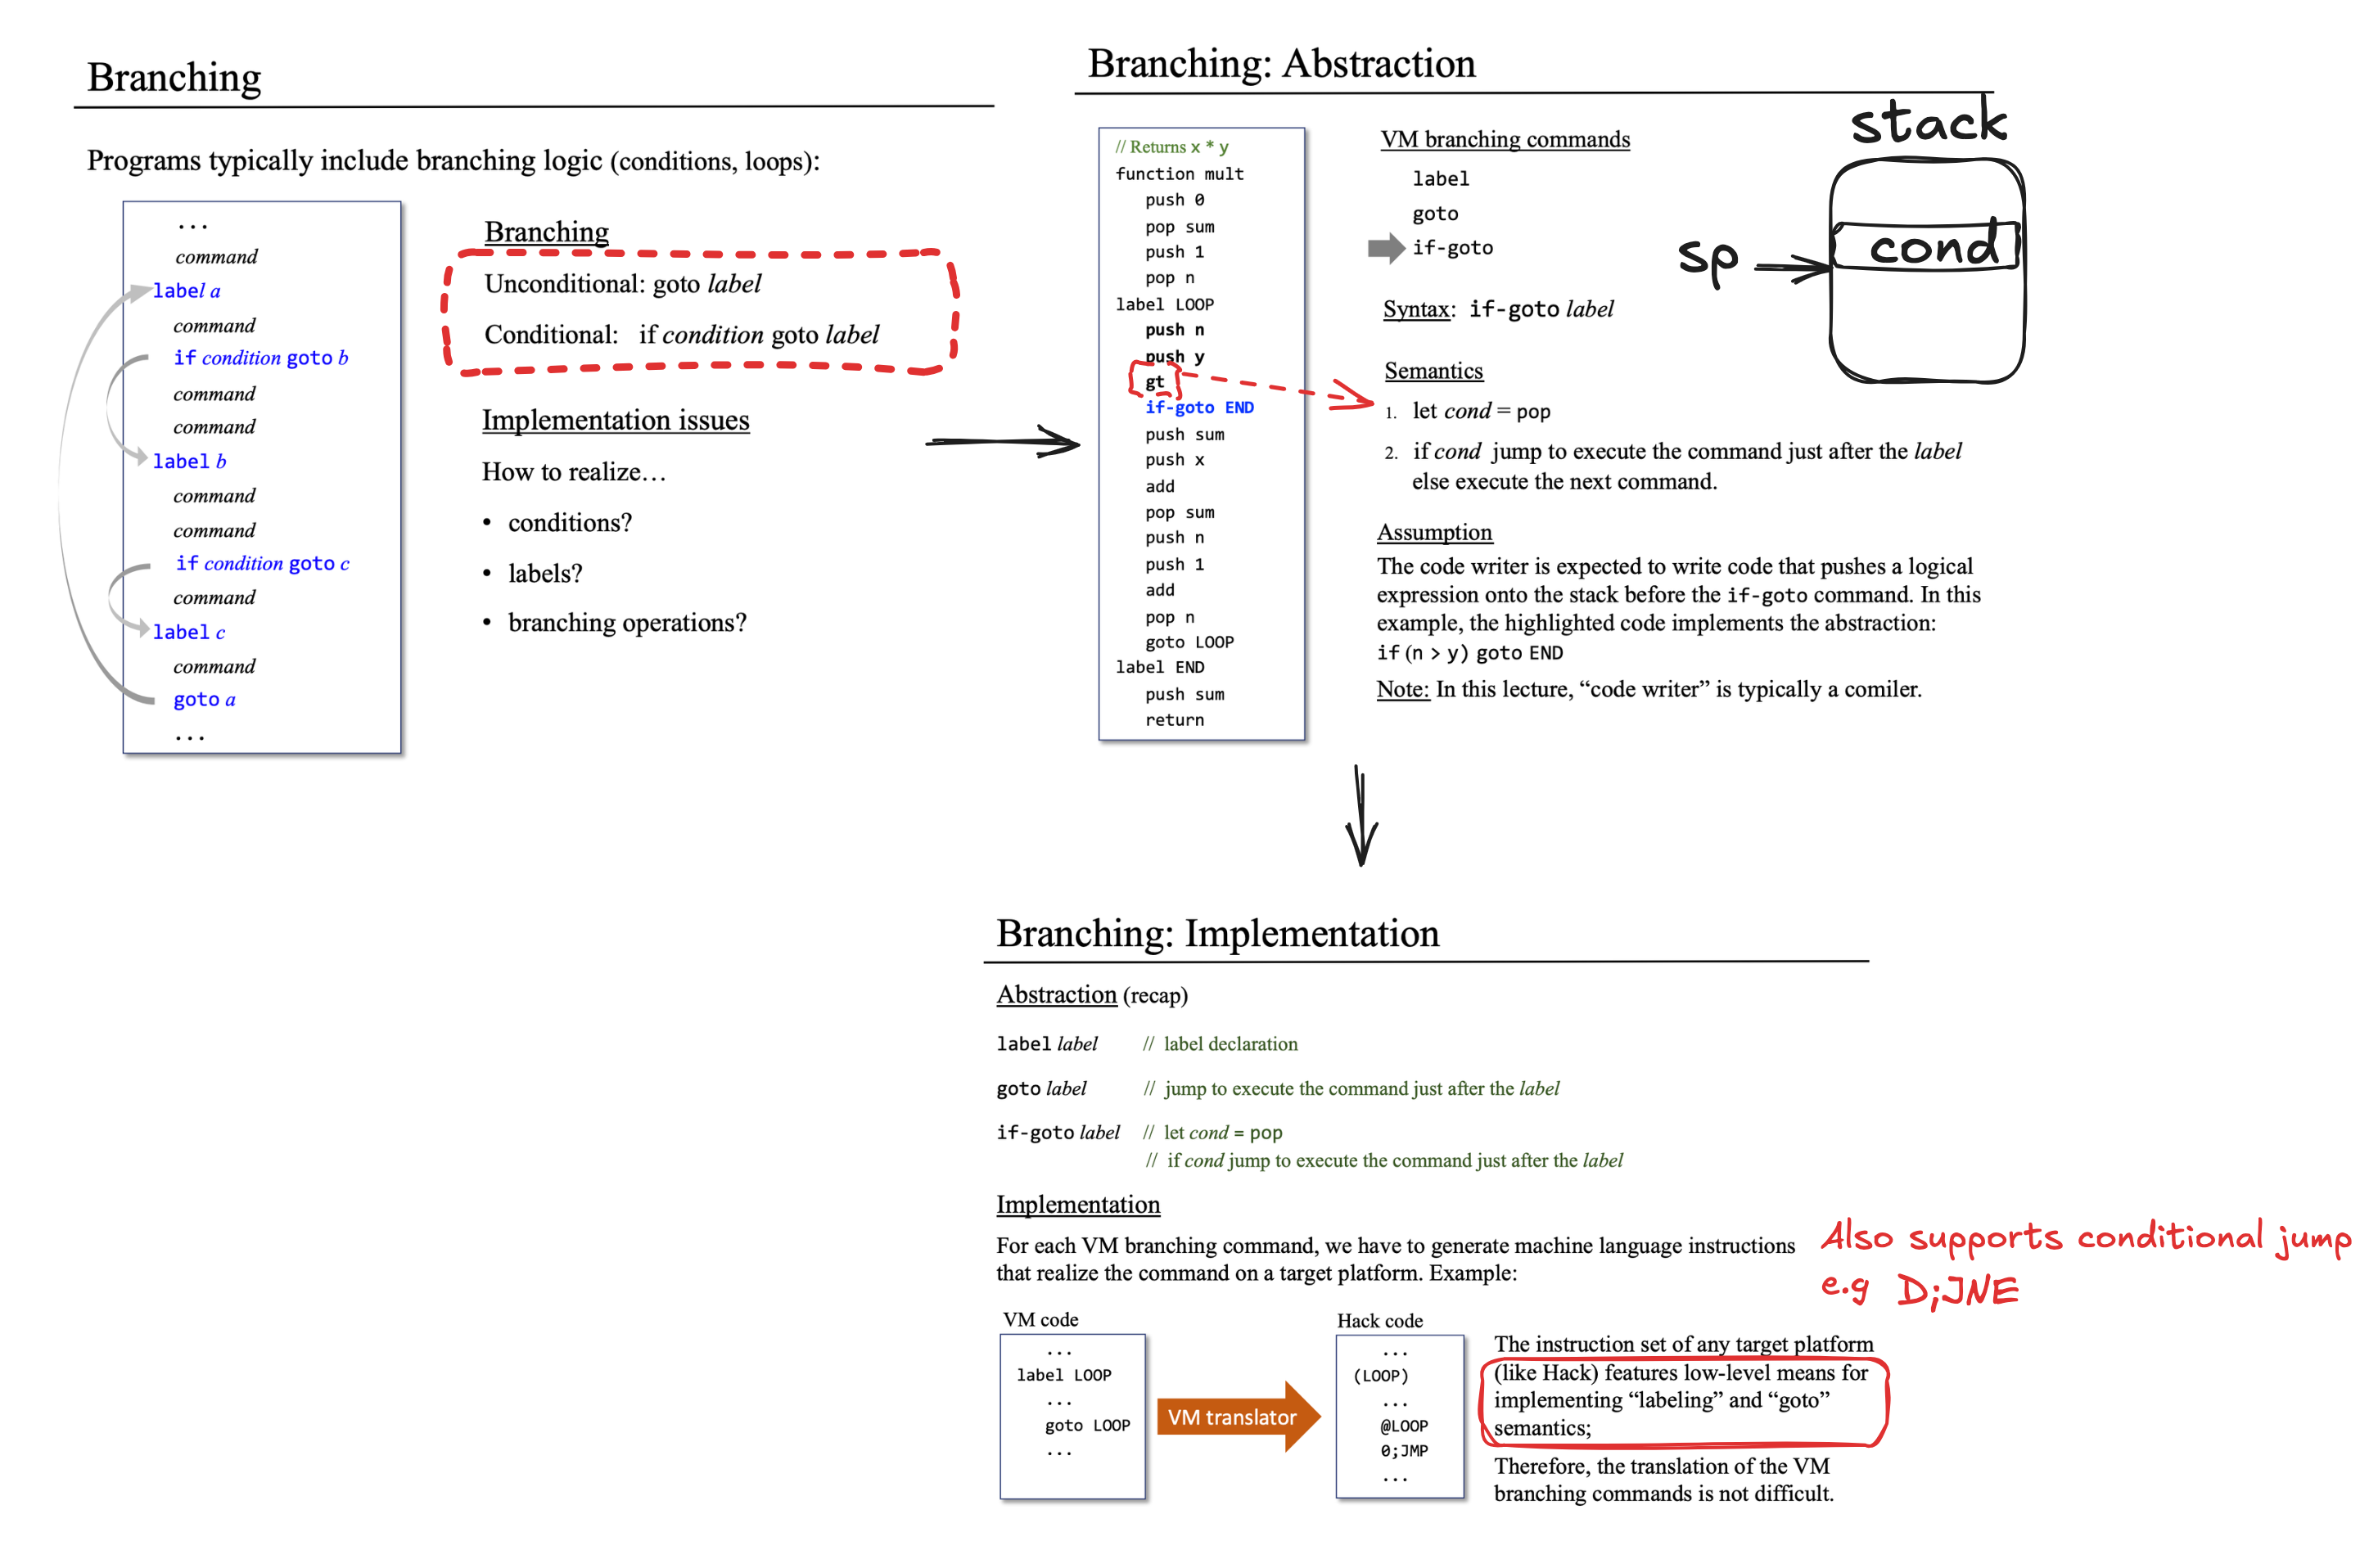 Branching
Programs typically include branching logic (conditions, loops):
...
command
label a
command
if condition goto b
command
command
label b
command
command
if condition goto c
command
label c
command
goto a
...
Branching
Unconditional: goto label
Conditional: if condition goto label
Implementation issues
How to realize…
• conditions?
• labels?
• branching operations?
Branching: Abstraction
// Returns x * y
function mult
push 0
pop sum
push 1
pop n
label LOOP
push n
push y
gt
if-goto END
push sum
push x
add
pop sum
push n
push 1
add
pop n
goto LOOP
label END
push sum
return
VM branching commands
label
goto
if-goto
Syntax: if-goto label
Semantics
1. let cond = pop
2. if cond jump to execute the command just after the label
else execute the next command.
Assumption
The code writer is expected to write code that pushes a logical
expression onto the stack before the if-goto command. In this
example, the highlighted code implements the abstraction:
if (n > y) goto END
Note: In this lecture, “code writer” is typically a comiler.
stack
sp
cond
Branching: Implementation
Abstraction (recap)
label label // label declaration
goto label // jump to execute the command just after the label
if-goto label // let cond = pop
// if cond jump to execute the command just after the label
Implementation
For each VM branching command, we have to generate machine language instructions
that realize the command on a target platform. Example:
Also supports conditional jump
e.g D;JNE
VM code
...
label LOOP
...
goto LOOP
...
VM translator
Hack code
...
(LOOP)
...
@LOOP
0;JMP
...
The instruction set of any target platform
(like Hack) features low-level means for
implementing “labeling” and “goto”
semantics;
Therefore, the translation of the VM
branching commands is not difficult.